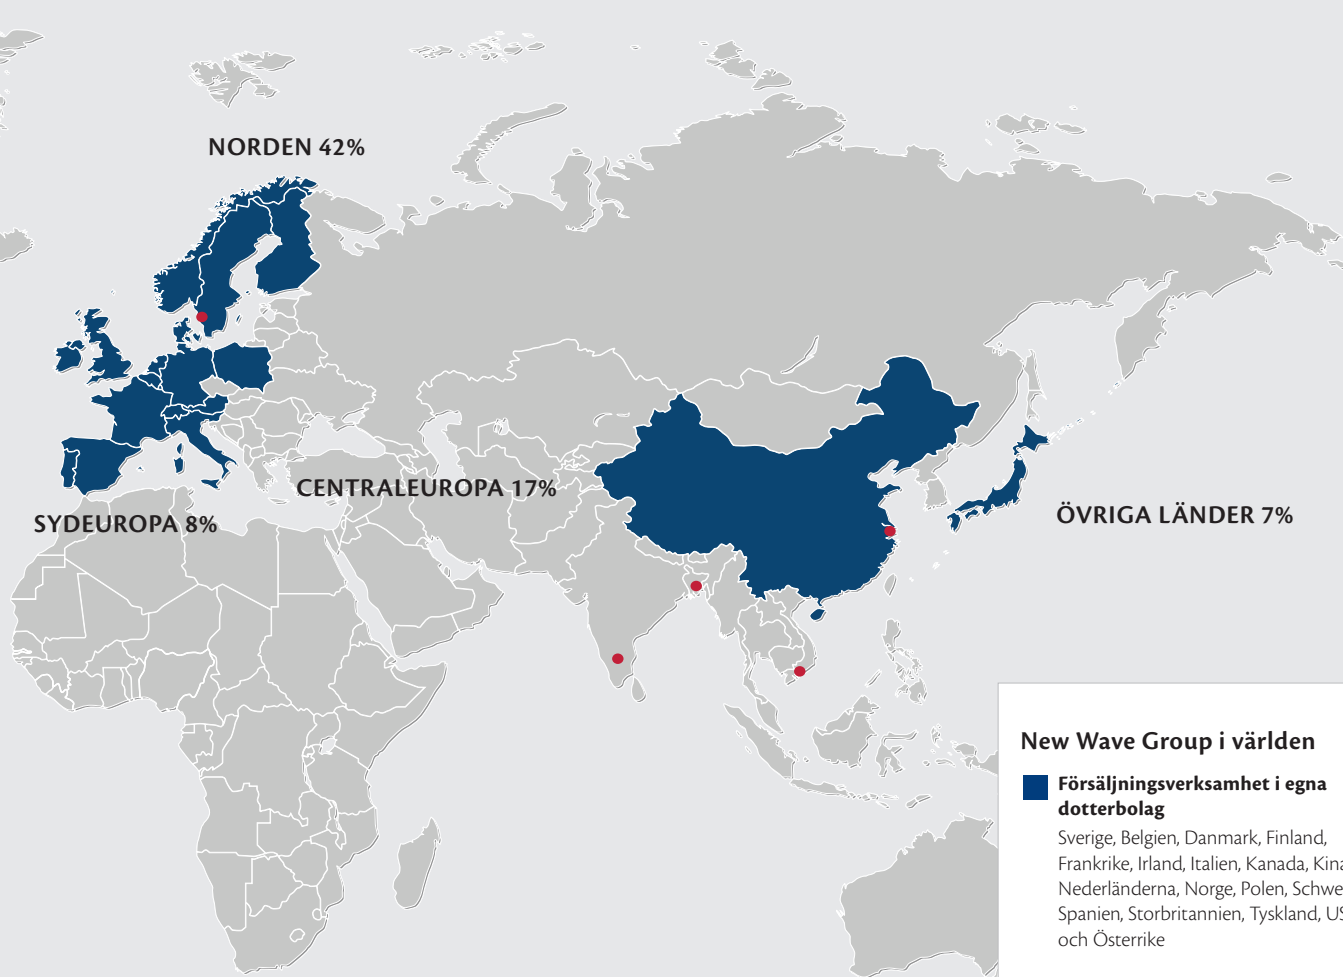 NORDEN 42%
CENTRALEUROPA 17%
SYDEUROPA 8%
ÖVRIGA LÄNDER 7%
New Wave Group i världen
Försäljningsverksamhet i egna
dotterbolag
Sverige, Belgien, Danmark, Finland,
Frankrike, Irland, Italien, Kanada,
Nederländerna, Norge, Polen,
Spanien, Storbritannien, Tyskland,
och Österrike